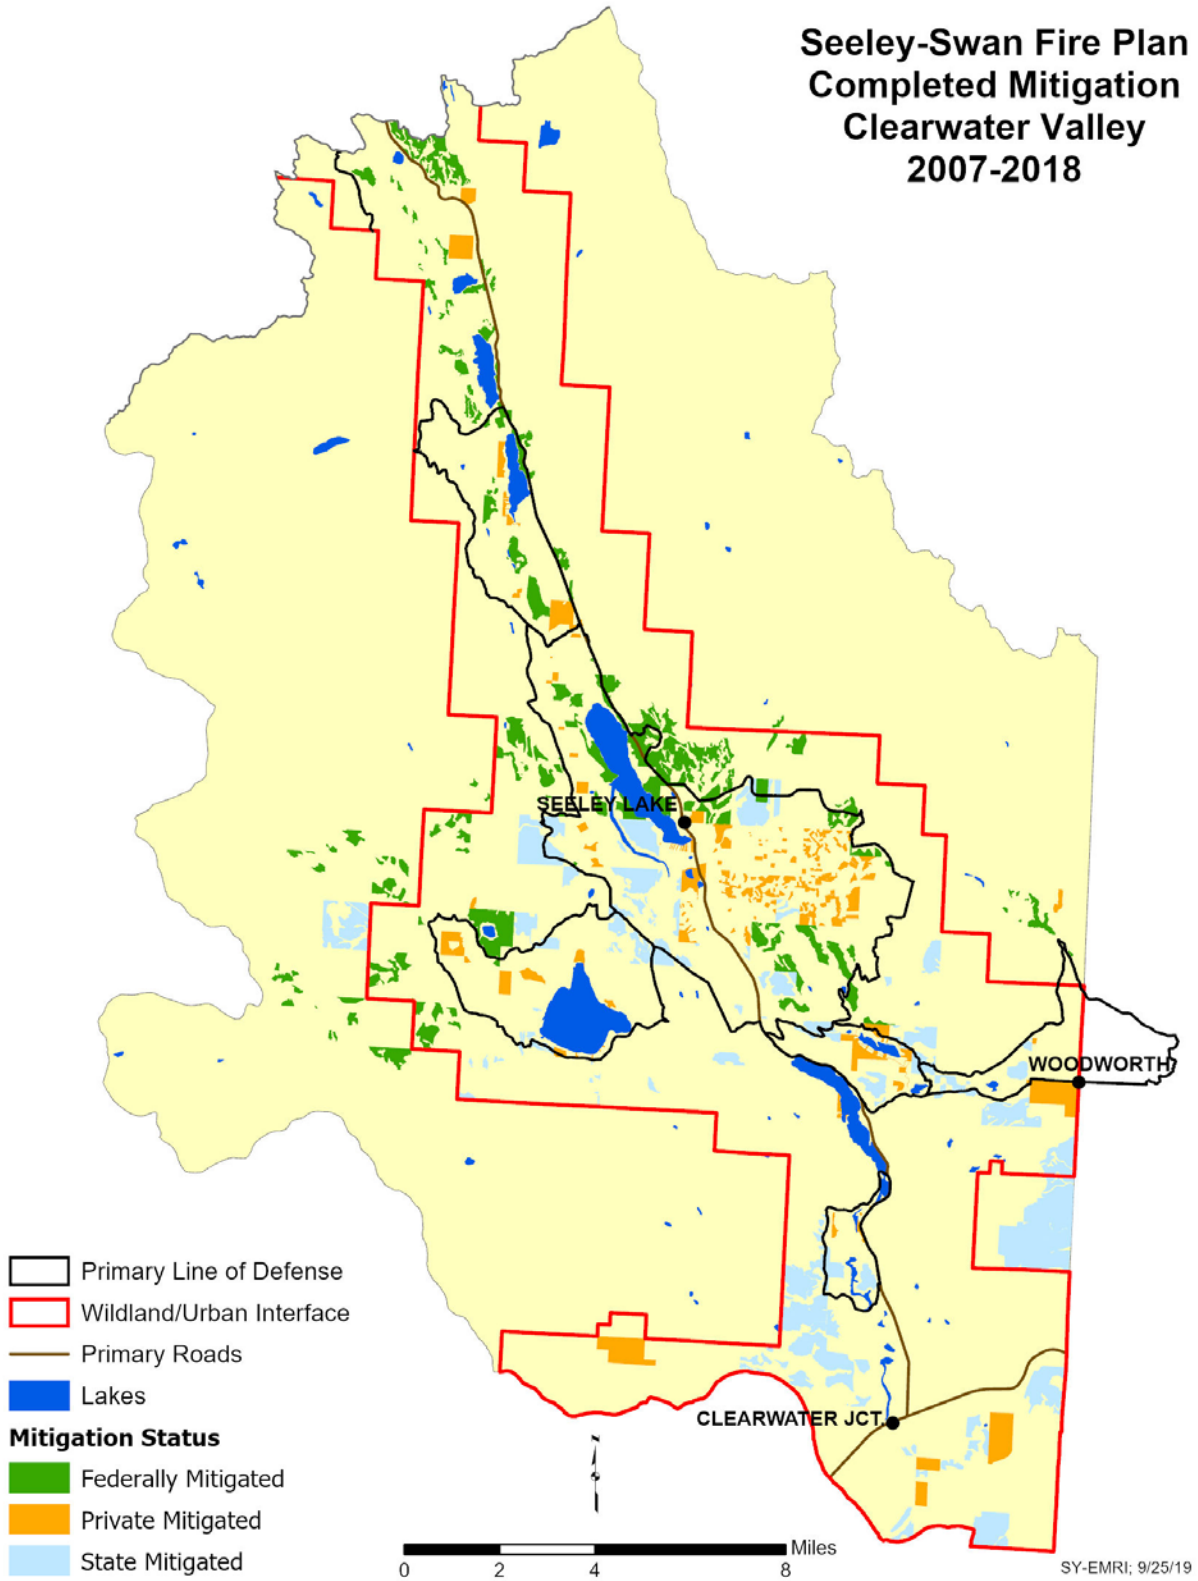 Seeley-Swan Fire Plan
Completed Mitigation
Clearwater Valley
2007-2018
SEELEY LAKE
WOODWORTH
CLEARWATER JCT.
Primary Line of Defense
Wildland/Urban Interface
Primary Roads
Lakes
Mitigation Status
Federally Mitigated
Private Mitigated
State Mitigated
N
0 2 4 8 Miles
SY-EMRI; 9/25/19